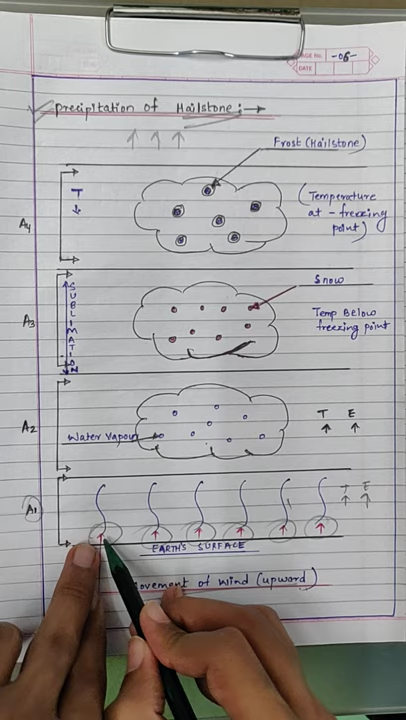 PAGE NO. -06-
DATE
precipitation of Hailstone :→
Frost (Hailstone)
T
(Temperature
at - freezing
point)
A4
Snow
SUBLIMATION
Temp Below
freezing point
A3
A2
T E
Water Vapour
T E
A1
EARTH'S SURFACE
ovement of wind (upward)